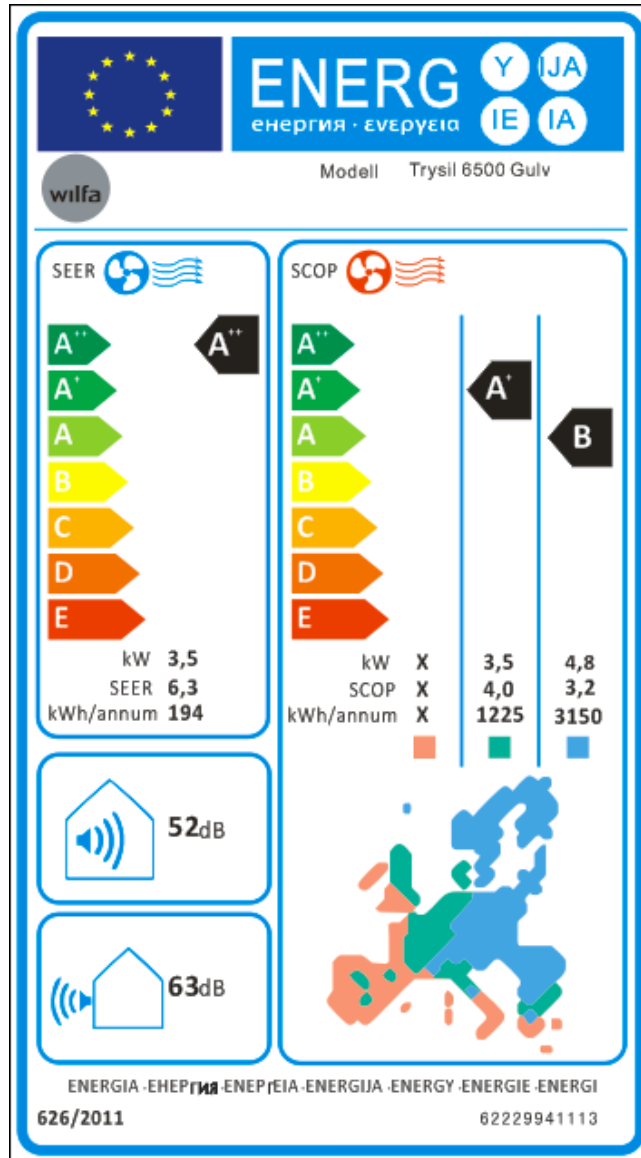 ENERG
енергия · ενεργεια
Y IJA
IE IA
wilfa
Modell Trysil 6500 Gulv
SEER
A++
A+
A
B
C
D
E
A++
kW 3,5
SEER 6,3
kWh/annum 194
SCOP
A++
A+
A
B
C
D
E
A+
B
kW X 3,5 4,8
SCOP X 4,0 3,2
kWh/annum X 1225 3150
52dB
63dB
ENERGIA ·ЕНЕРГИЯ ·ΕΝΕΡΓΕΙΑ ·ENERGIJA ·ENERGY ·ENERGIE ·ENERGI
626/2011
62229941113